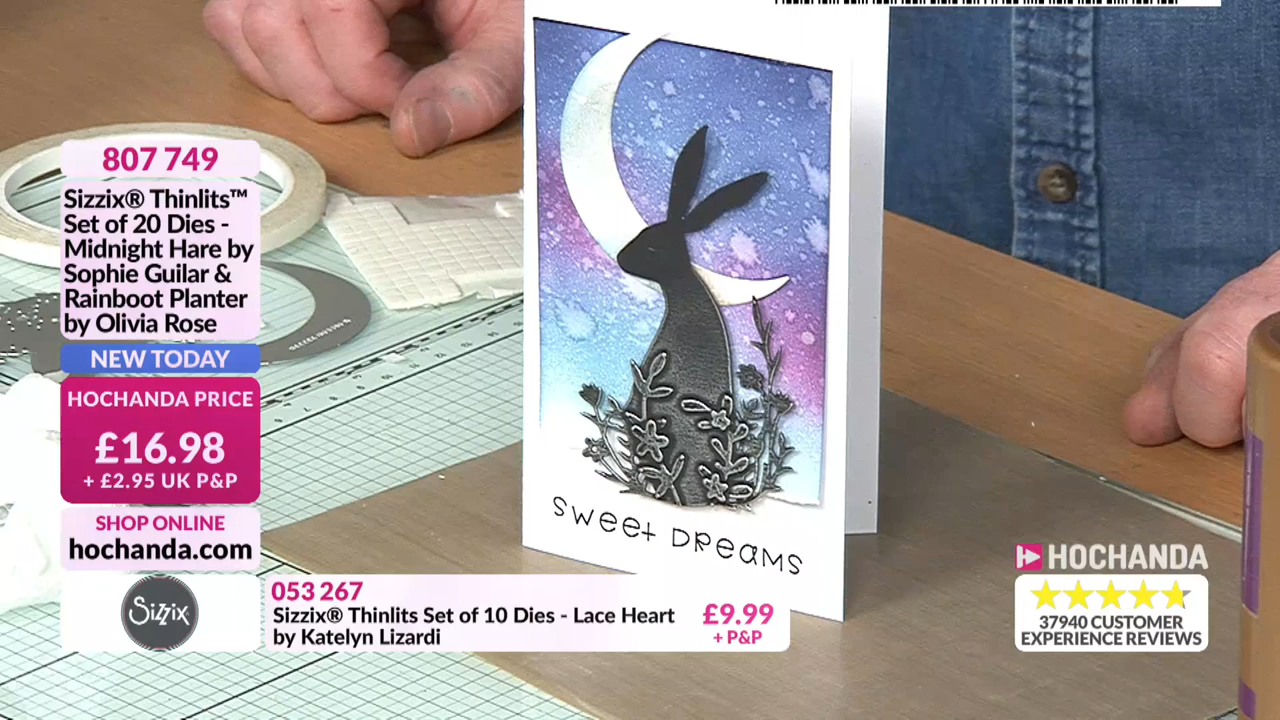 807 749
Sizzix® Thinlits™
Set of 20 Dies -
Midnight Hare by
Sophie Guilar &
Rainboot Planter
by Olivia Rose
NEW TODAY
HOCHANDA PRICE
£16.98
+ £2.95 UK P&P
SHOP ONLINE
hochanda.com
Sizzix
053 267
Sizzix® Thinlits Set of 10 Dies - Lace Heart
by Katelyn Lizardi
£9.99
+ P&P
sweet DReaMS
HOCHANDA
37940 CUSTOMER
EXPERIENCE REVIEWS